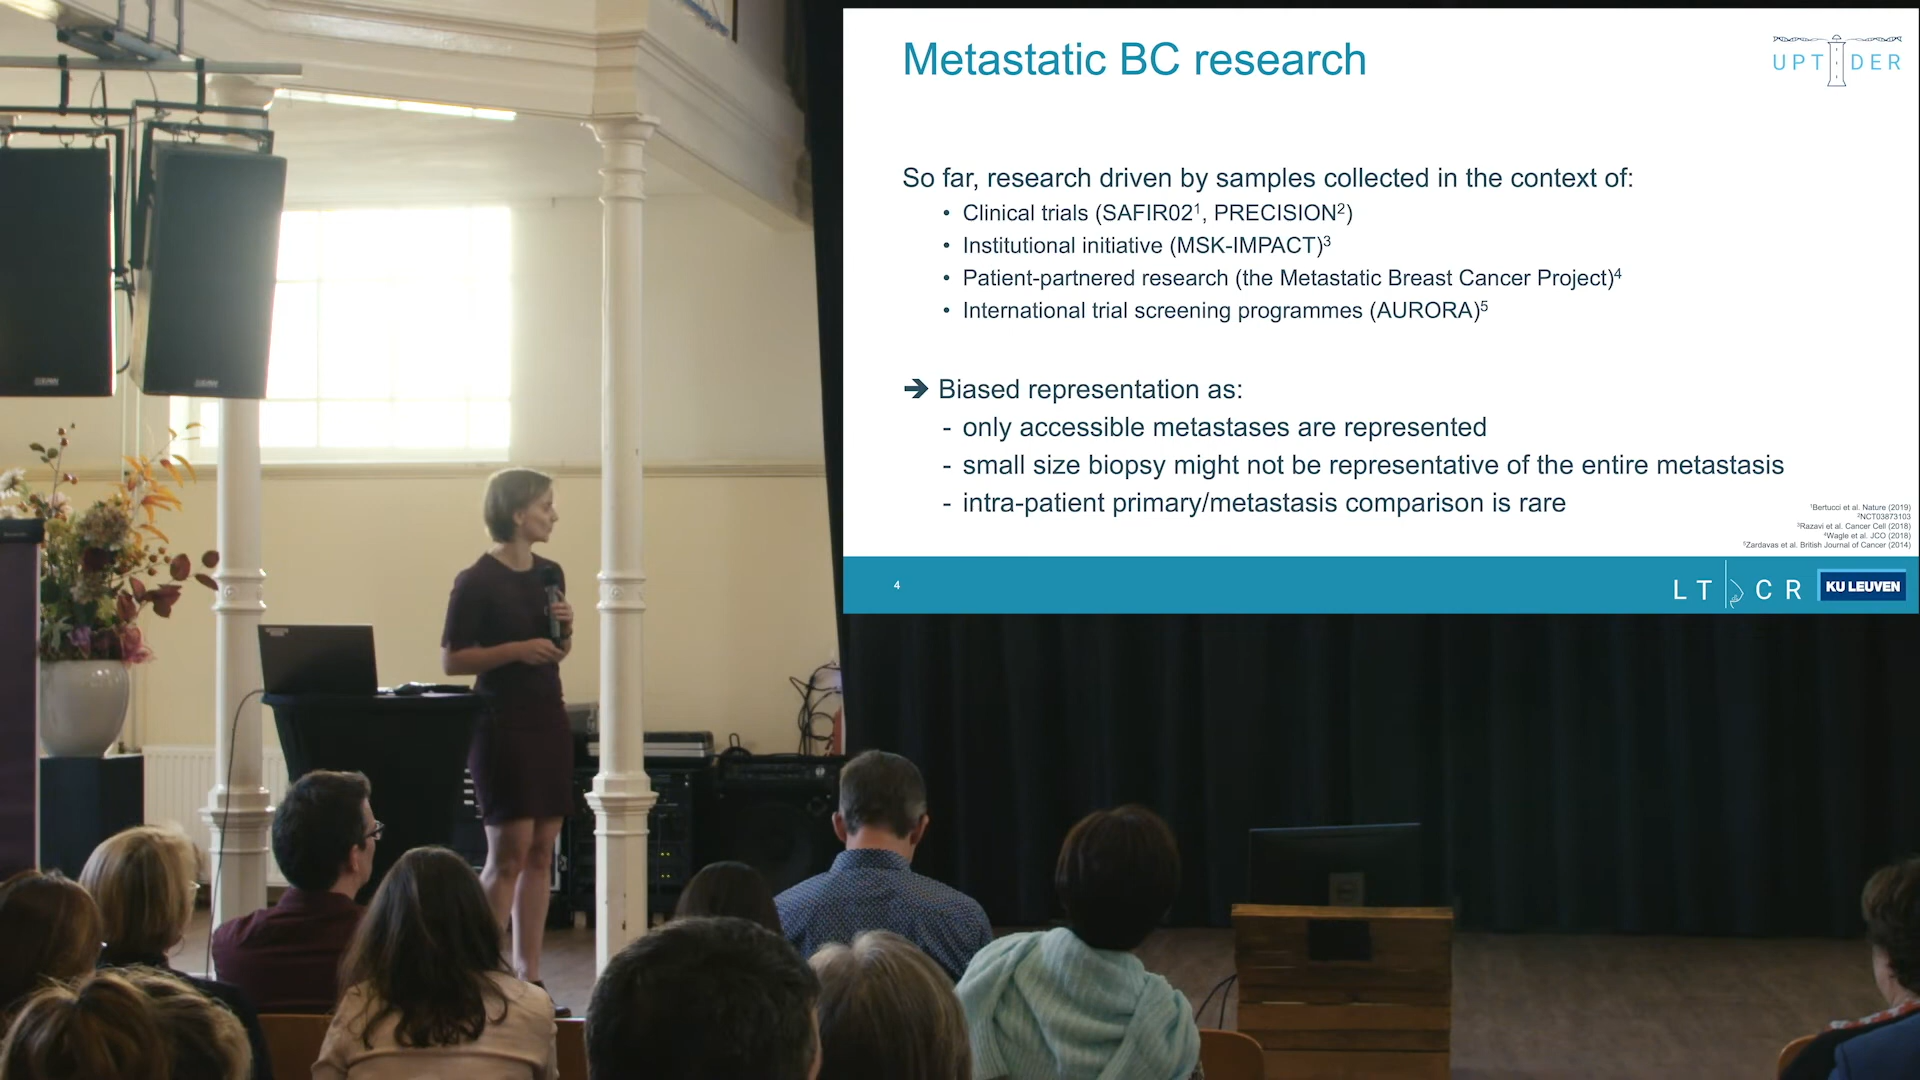 Metastatic BC research
UPT DER
So far, research driven by samples collected in the context of:
• Clinical trials (SAFIR02¹, PRECISION²)
• Institutional initiative (MSK-IMPACT)³
• Patient-partnered research (the Metastatic Breast Cancer Project)⁴
• International trial screening programmes (AURORA)⁵
➔ Biased representation as:
- only accessible metastases are represented
- small size biopsy might not be representative of the entire metastasis
- intra-patient primary/metastasis comparison is rare
¹Bertucci et al. Nature (2019)
²NCT03873103
³Razavi et al. Cancer Cell (2018)
⁴Wagle et al. JCO (2018)
⁵Zardavas et al. British Journal of Cancer (2014)
4
LT CR
KU LEUVEN